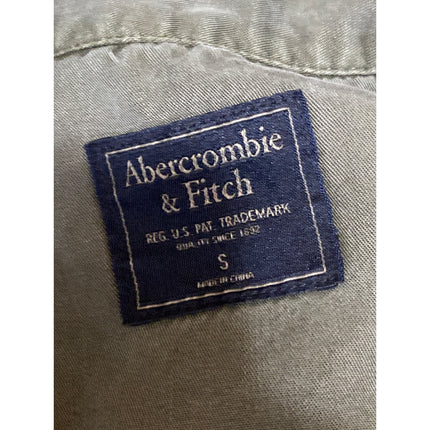 Abercrombie
& Fitch
REG. U.S. PAT. TRADEMARK
QUALITY SINCE 1892
S
MADE IN CHINA